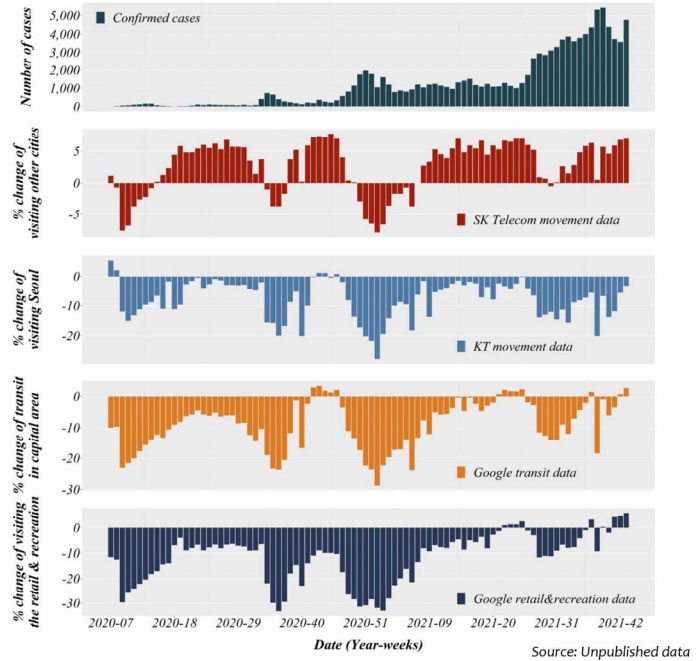 Number of cases
5,000
4,000
3,000
2,000
1,000
0
Confirmed cases
% change of
visiting other cities
5
0
-5
SK Telecom movement data
% change of
visiting Seoul
0
-10
-20
KT movement data
% change of transit
in capital area
0
-10
-20
-30
Google transit data
% change of visiting
the retail & recreation
0
-10
-20
-30
Google retail&recreation data
2020-07 2020-18 2020-29 2020-40 2020-51 2021-09 2021-20 2021-31 2021-42
Date (Year-weeks)
Source: Unpublished data